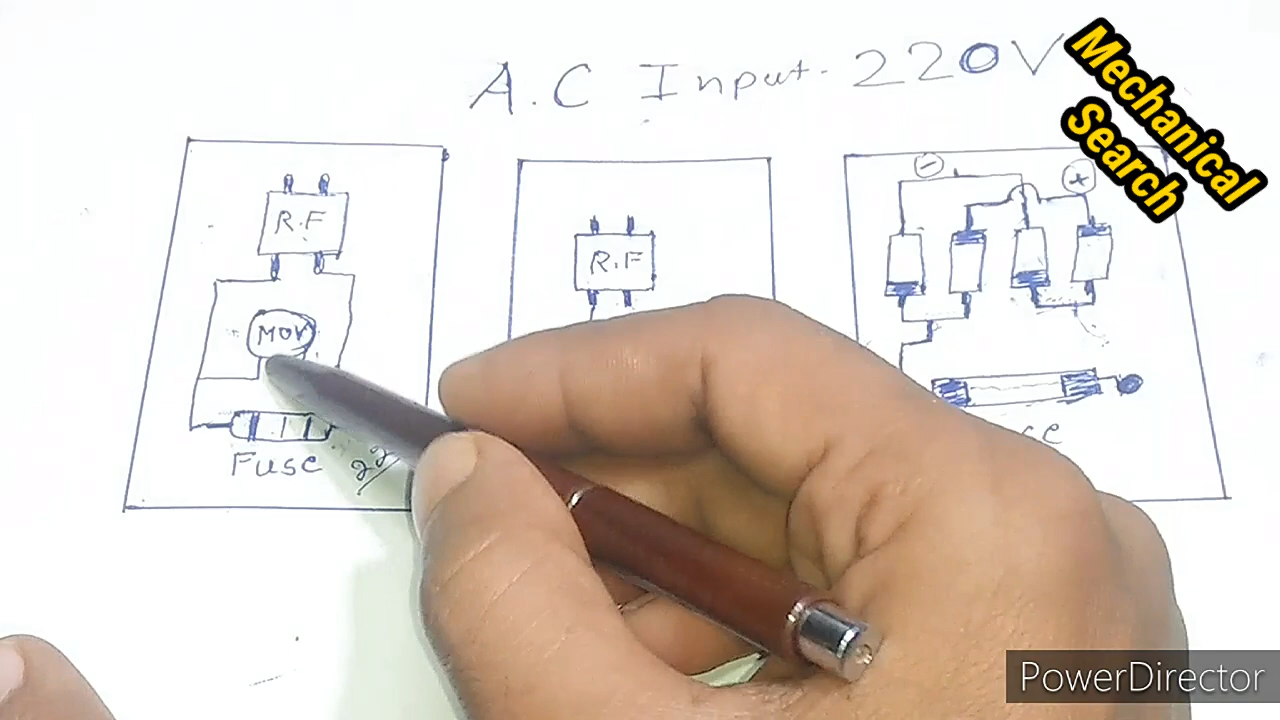 A.C Input - 220V
Mechanical
Search
R.F
R.F
-
+
MOV
Fuse
PowerDirector